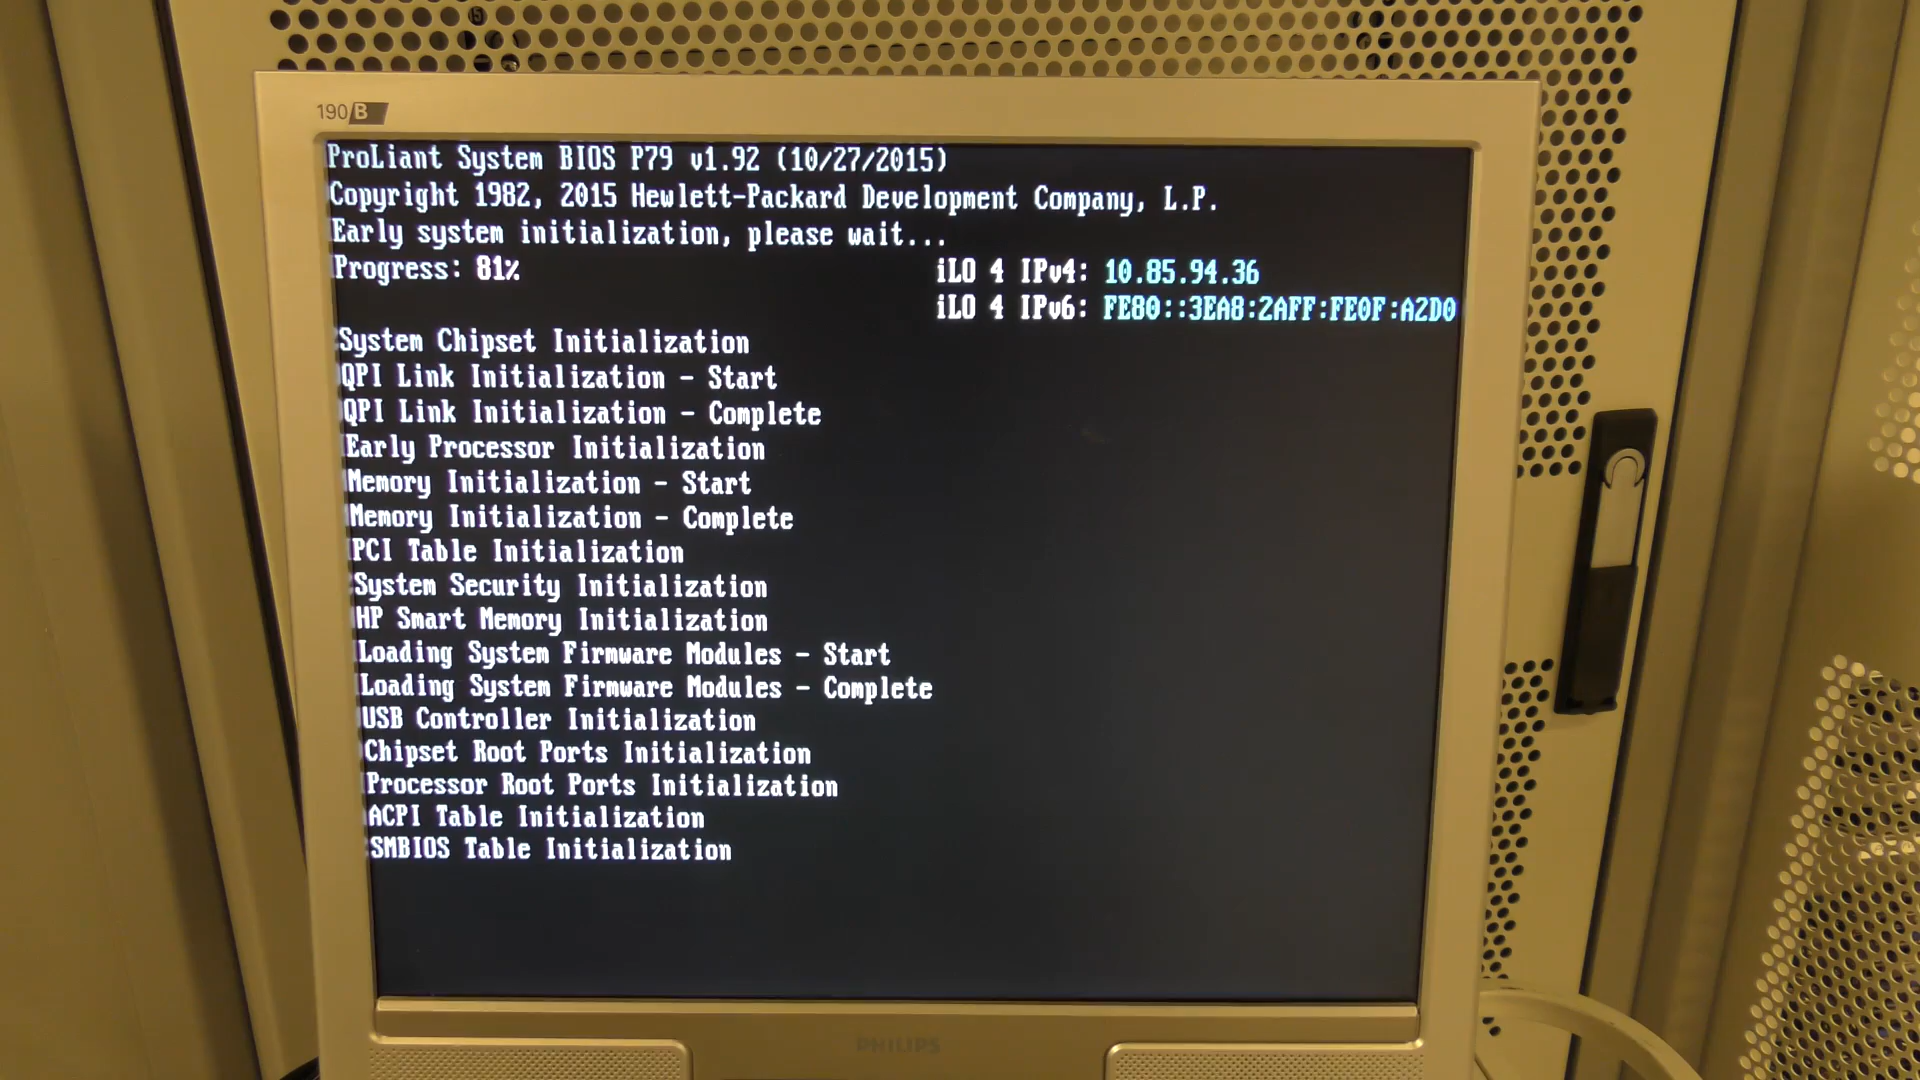 190B
ProLiant System BIOS P79 v1.92 (10/27/2015)
Copyright 1982, 2015 Hewlett-Packard Development Company, L.P.
Early system initialization, please wait...
Progress: 81% iLO 4 IPv4: 10.85.94.36
iLO 4 IPv6: FE80::3EA8:2AFF:FE0F:A2D0
System Chipset Initialization
QPI Link Initialization - Start
QPI Link Initialization - Complete
Early Processor Initialization
Memory Initialization - Start
Memory Initialization - Complete
PCI Table Initialization
System Security Initialization
HP Smart Memory Initialization
Loading System Firmware Modules - Start
Loading System Firmware Modules - Complete
USB Controller Initialization
Chipset Root Ports Initialization
Processor Root Ports Initialization
ACPI Table Initialization
SMBIOS Table Initialization
PHILIPS